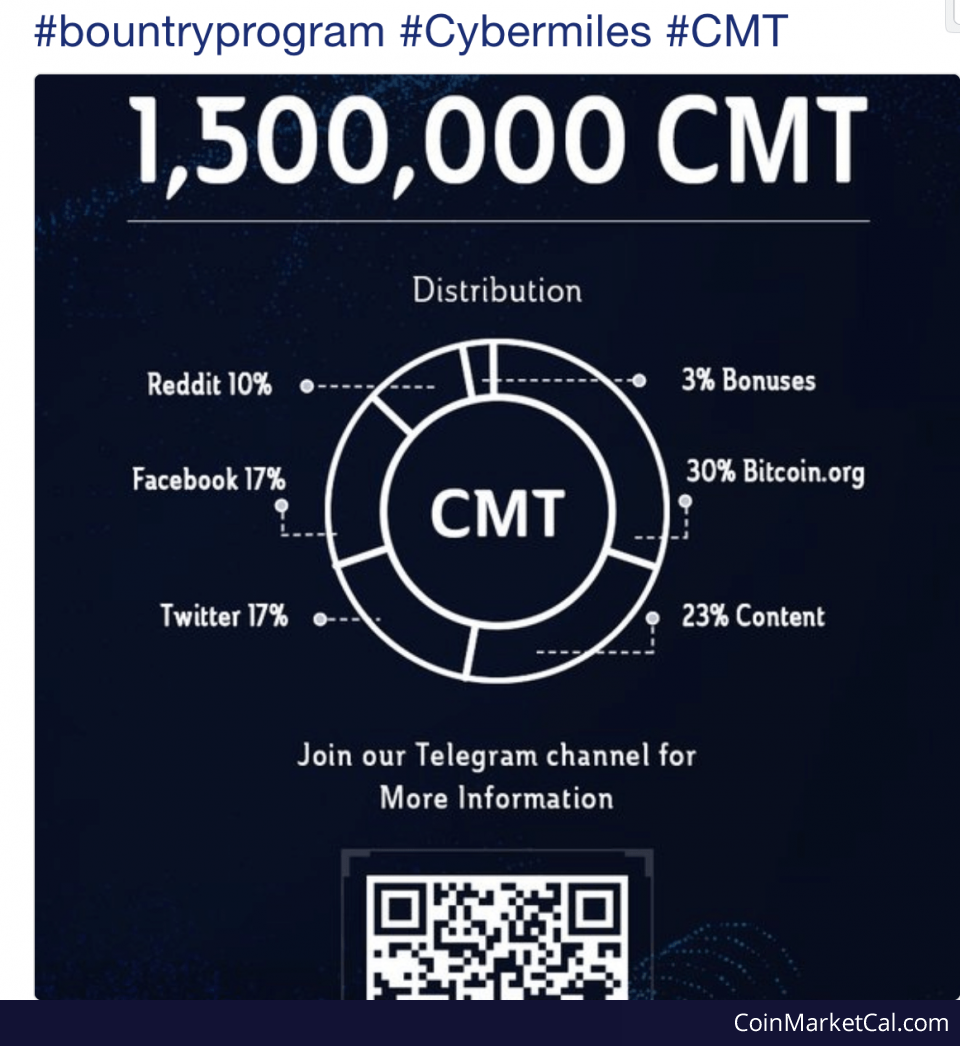 #bountryprogram #Cybermiles #CMT
1,500,000 CMT
Distribution
Reddit 10%
3% Bonuses
Facebook 17%
30% Bitcoin.org
CMT
Twitter 17%
23% Content
Join our Telegram channel for
More Information
CoinMarketCal.com